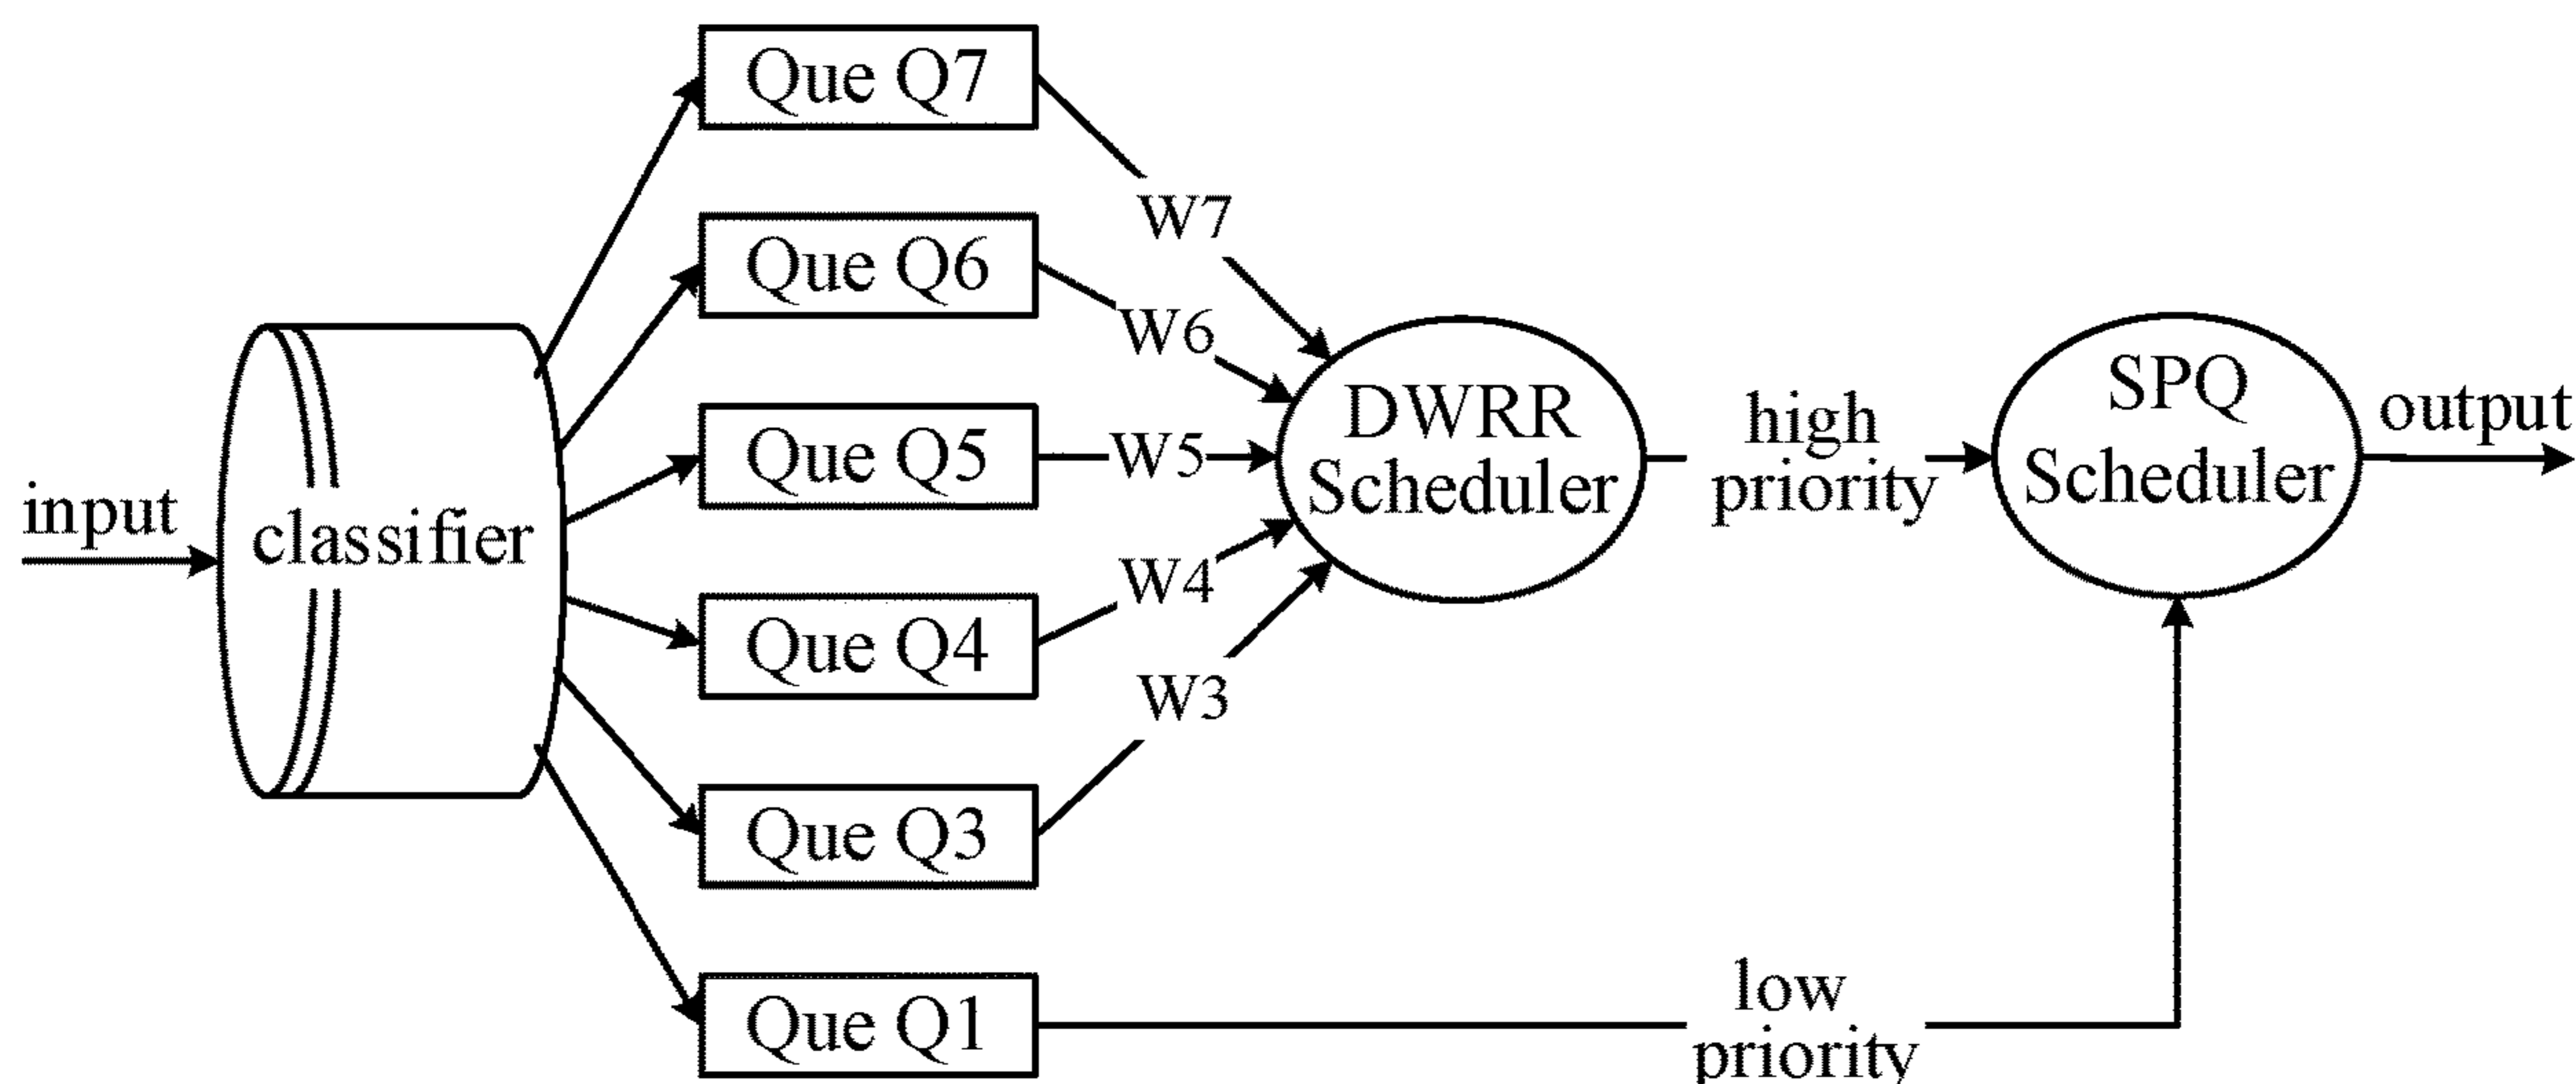 Que Q7
W7
Que Q6
W6
DWRR
Scheduler
SPQ
Scheduler
high
priority
output
Que Q5
W5
input
classifier
Que Q4
W4
W3
Que Q3
low
priority
Que Q1